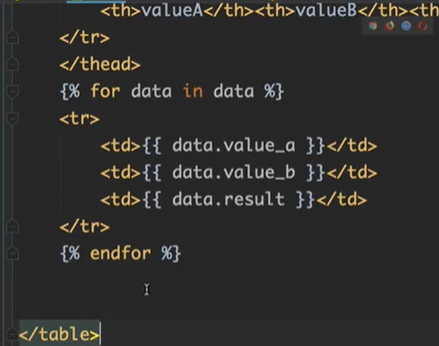 <th>valueA</th><th>valueB</th><th
</tr>
</thead>
{% for data in data %}
<tr>
<td>{{ data.value_a }}</td>
<td>{{ data.value_b }}</td>
<td>{{ data.result }}</td>
</tr>
{% endfor %}
</table>